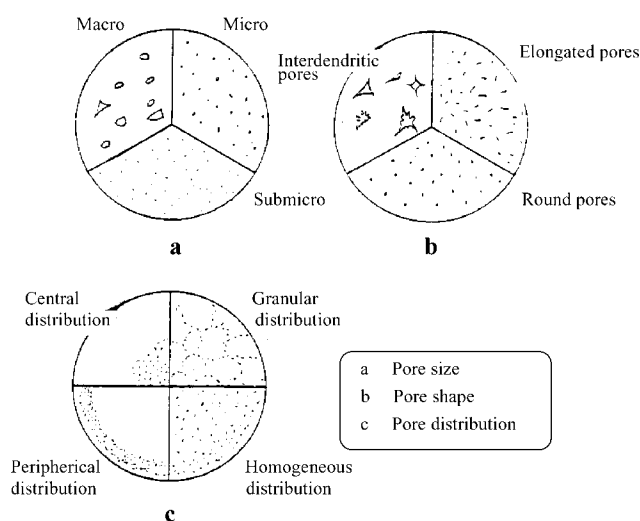 Macro
Micro
Submicro
a
Interdendritic
pores
Elongated pores
Round pores
b
Central
distribution
Granular
distribution
Peripherical
distribution
Homogeneous
distribution
c
a Pore size
b Pore shape
c Pore distribution